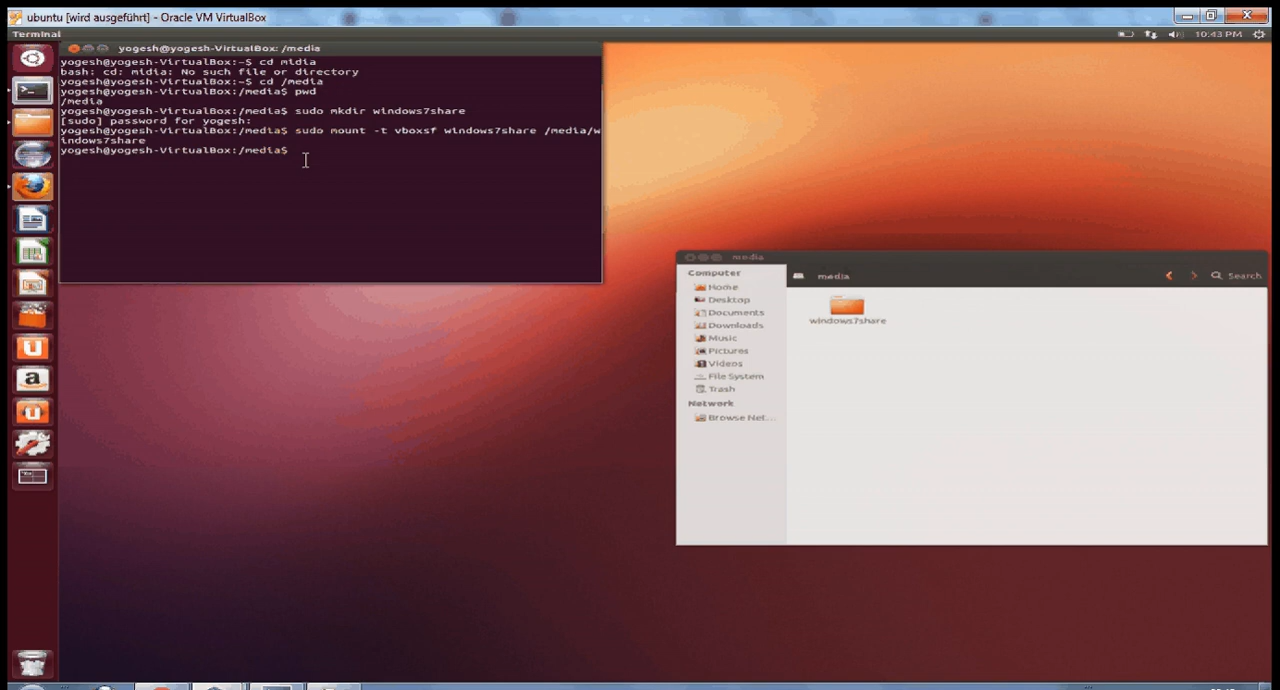 ubuntu [wird ausgeführt] - Oracle VM VirtualBox
Terminal
10:43 PM
yogesh@yogesh-VirtualBox: /media
yogesh@yogesh-VirtualBox:~$ cd midia
bash: cd: midia: No such file or directory
yogesh@yogesh-VirtualBox:~$ cd /media
yogesh@yogesh-VirtualBox:/media$ pwd
/media
yogesh@yogesh-VirtualBox:/media$ sudo mkdir windows7share
[sudo] password for yogesh:
yogesh@yogesh-VirtualBox:/media$ sudo mount -t vboxsf windows7share /media/w
indows7share
yogesh@yogesh-VirtualBox:/media$
media
Computer
Home
Desktop
Documents
Downloads
Music
Pictures
Videos
File System
Trash
Network
Browse Net...
media
Search
windows7share